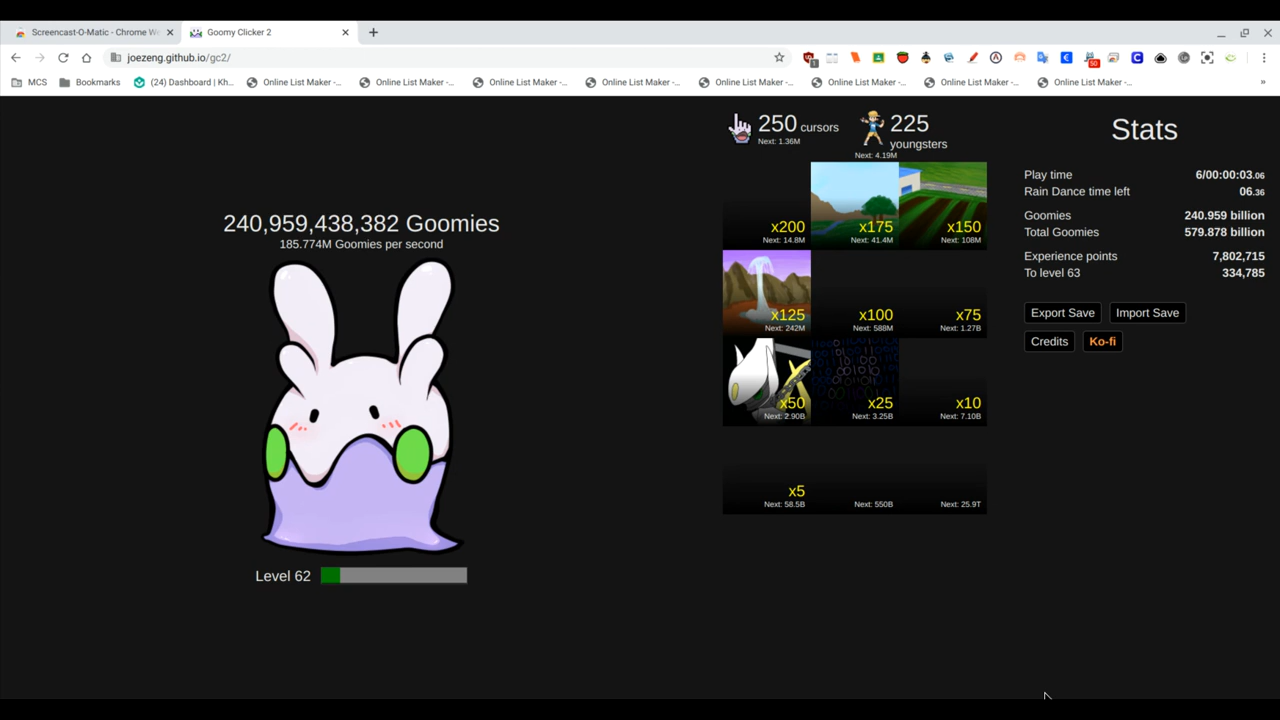 Screencast-O-Matic - Chrome We
Goomy Clicker 2
joezeng.github.io/gc2/
MCS
Bookmarks
(24) Dashboard | Kh...
Online List Maker -...
Online List Maker -...
Online List Maker -...
Online List Maker -...
Online List Maker -...
Online List Maker -...
Online List Maker -...
Online List Maker -...
»
1
50
250 cursors
Next: 1.36M
225
youngsters
Next: 4.19M
Stats
240,959,438,382 Goomies
185.774M Goomies per second
Level 62
x200
Next: 14.8M
x175
Next: 41.4M
x150
Next: 108M
x125
Next: 242M
x100
Next: 588M
x75
Next: 1.27B
x50
Next: 2.90B
x25
Next: 3.25B
x10
Next: 7.10B
x5
Next: 58.5B
Next: 550B
Next: 25.9T
Play time 6/00:00:03.06
Rain Dance time left 06.36
Goomies 240.959 billion
Total Goomies 579.878 billion
Experience points 7,802,715
To level 63 334,785
Export Save
Import Save
Credits
Ko-fi